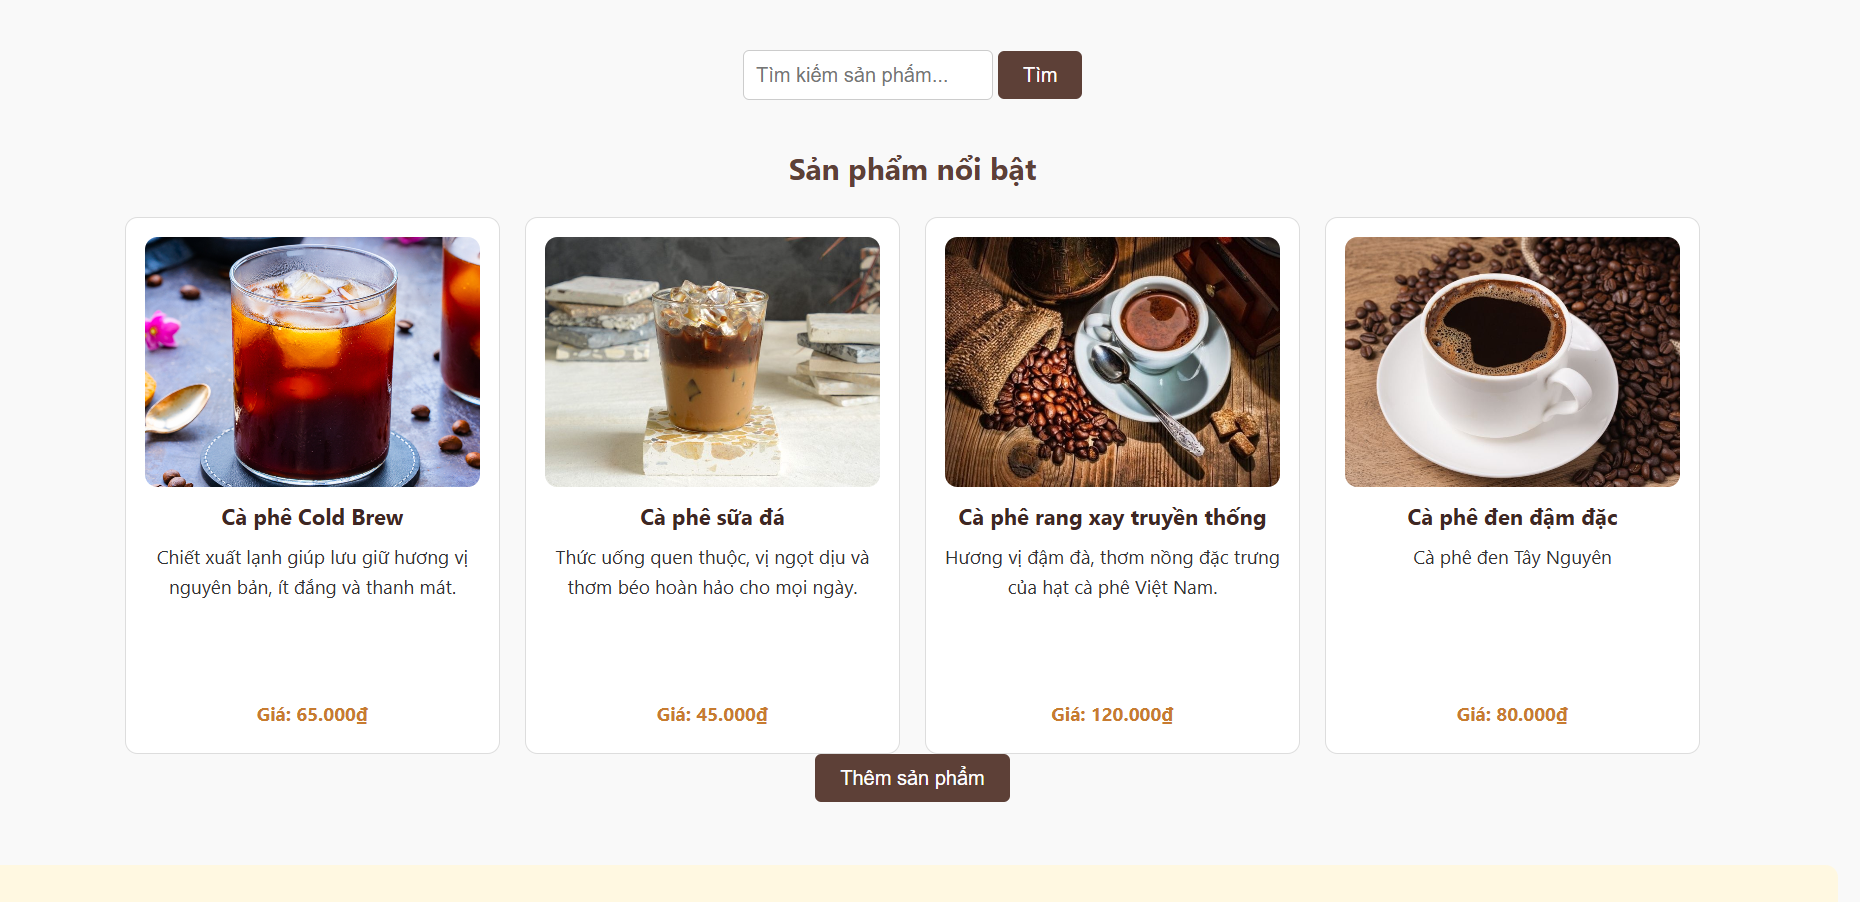 Tìm kiếm sản phẩm...
Tìm
Sản phẩm nổi bật
Cà phê Cold Brew
Chiết xuất lạnh giúp lưu giữ hương vị
nguyên bản, ít đắng và thanh mát.
Giá: 65.000₫
Cà phê sữa đá
Thức uống quen thuộc, vị ngọt dịu và
thơm béo hoàn hảo cho mọi ngày.
Giá: 45.000₫
Cà phê rang xay truyền thống
Hương vị đậm đà, thơm nồng đặc trưng
của hạt cà phê Việt Nam.
Giá: 120.000₫
Cà phê đen đậm đặc
Cà phê đen Tây Nguyên
Giá: 80.000₫
Thêm sản phẩm